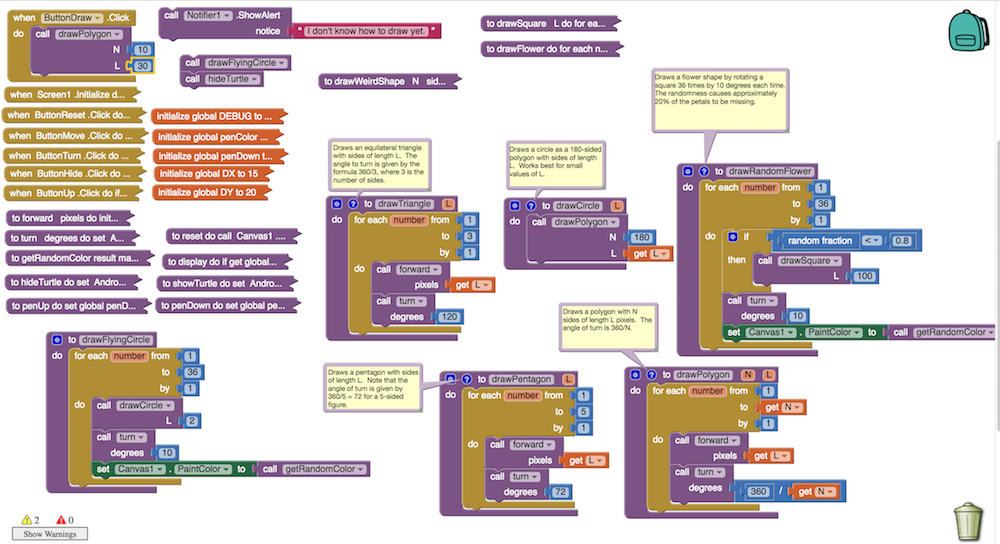 when ButtonDraw .Click
do call drawPolygon
N 10
L 30
call Notifier1 .ShowAlert
notice " I don't know how to draw yet. "
call drawFlyingCircle
call hideTurtle
to drawSquare L do for ea...
to drawFlower do for each n...
to drawWeirdShape N sid...
when Screen1 .Initialize d...
when ButtonReset .Click do...
when ButtonMove .Click do ...
when ButtonTurn .Click do...
when ButtonHide .Click do ...
when ButtonUp .Click do if...
initialize global DEBUG to ...
initialize global penColor ...
initialize global penDown t...
initialize global DX to 15
initialize global DY to 20
to forward pixels do init...
to turn degrees do set A...
to getRandomColor result ma...
to hideTurtle do set Andro...
to penUp do set global penD...
to reset do call Canvas1 ....
to display do if get global...
to showTurtle do set Andro...
to penDown do set global pe...
Draws an equilateral triangle
with sides of length L. The
angle to turn is given by the
formula 360/3, where 3 is the
number of sides.
to drawTriangle L
do for each number from 1
to 3
by 1
do call forward
pixels get L
call turn
degrees 120
Draws a circle as a 180-sided
polygon with sides of length
L. Works best for small
values of L.
to drawCircle L
do call drawPolygon
N 180
L get L
Draws a flower shape by rotating a
square 36 times by 10 degrees each time.
The randomness causes approximately
20% of the petals to be missing.
to drawRandomFlower
do for each number from 1
to 36
by 1
do if random fraction < 0.8
then call drawSquare
L 100
call turn
degrees 10
set Canvas1 . PaintColor to call getRandomColor
to drawFlyingCircle
do for each number from 1
to 36
by 1
do call drawCircle
L 2
call turn
degrees 10
set Canvas1 . PaintColor to call getRandomColor
Draws a pentagon with sides
of length L. Note that the
angle of turn is given by
360/5 = 72 for a 5-sided
figure.
to drawPentagon L
do for each number from 1
to 5
by 1
do call forward
pixels get L
call turn
degrees 72
Draws a polygon with N
sides of length L pixels. The
angle of turn is 360/N.
to drawPolygon N L
do for each number from 1
to get N
by 1
do call forward
pixels get L
call turn
degrees 360 / get N
2 0
Show Warnings